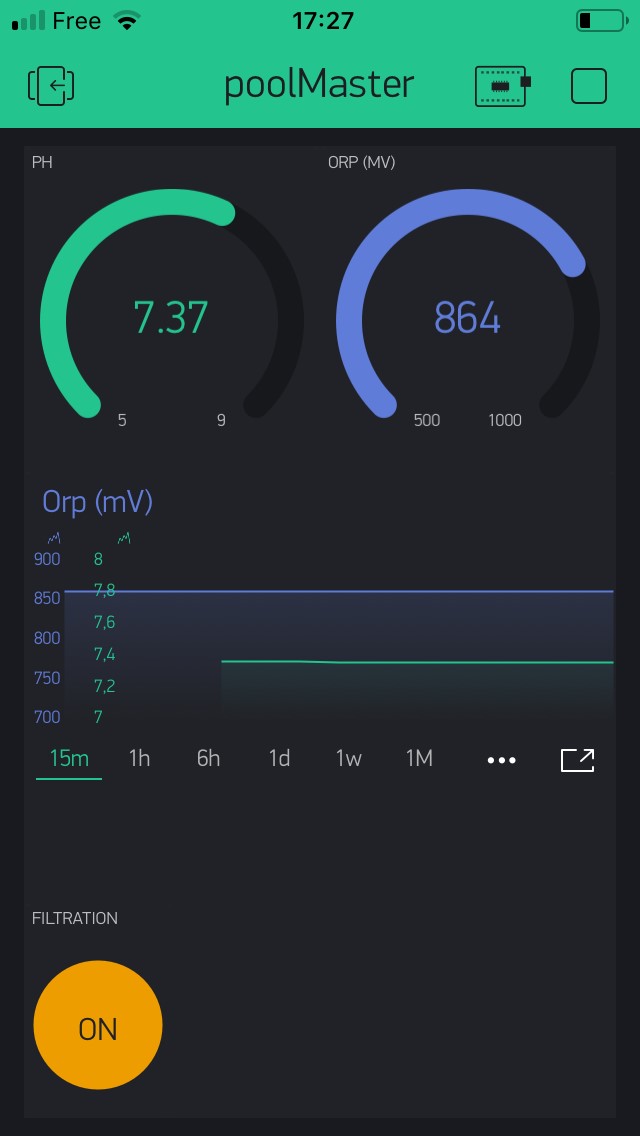 Free 17:27
poolMaster
PH ORP (MV)
7.37 864
5 9 500 1000
Orp (mV)
900 8
7,8
850
7,6
800
7,4
750
7,2
700 7
15m 1h 6h 1d 1w 1M
FILTRATION
ON